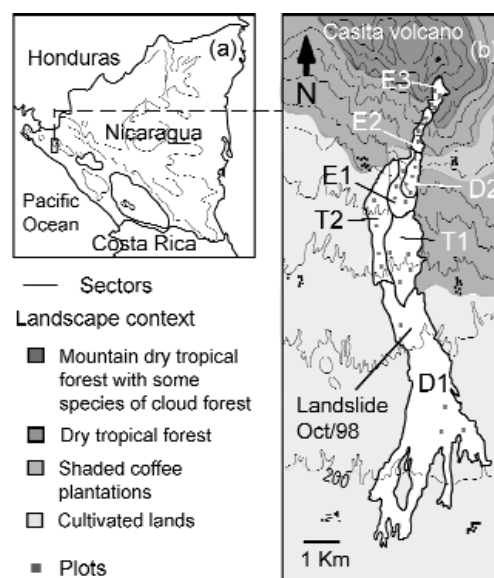 (a)
Honduras
Nicaragua
Pacific
Ocean
Costa Rica
Sectors
Landscape context
Mountain dry tropical
forest with some
species of cloud forest
Dry tropical forest
Shaded coffee
plantations
Cultivated lands
Plots
Casita volcano
(b)
N
E3
E2
D2
E1
T2
T1
D1
Landslide
Oct/98
200
1 Km